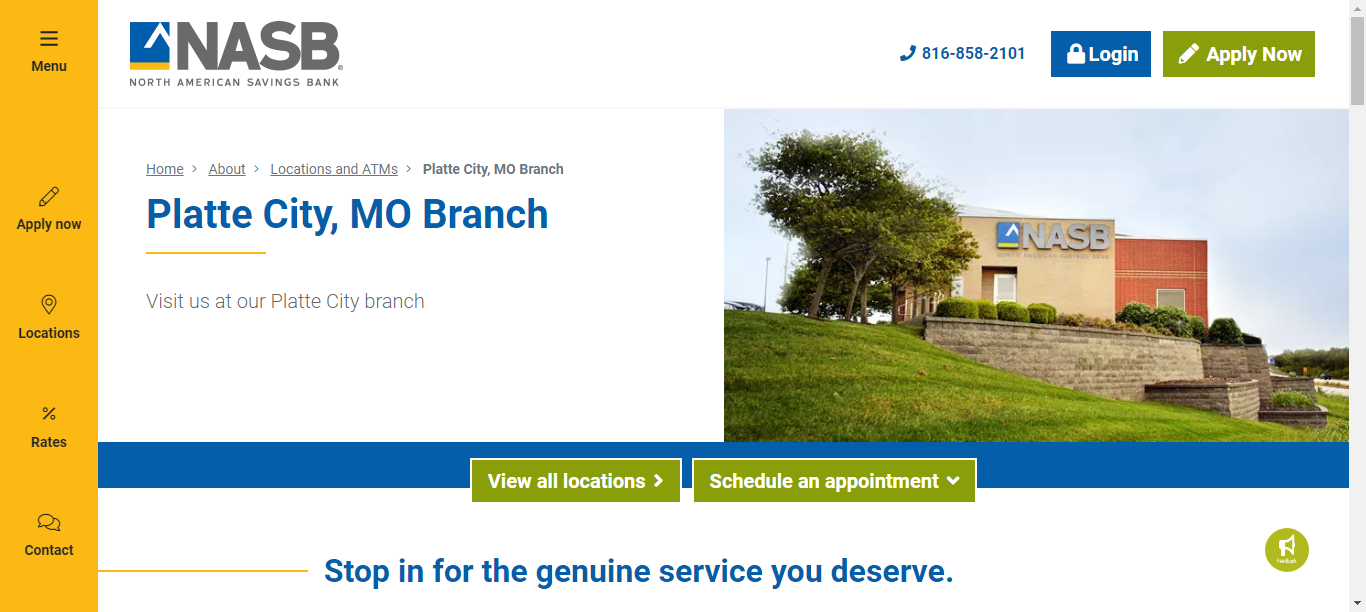 Menu
Apply now
Locations
Rates
Contact
NASB®
NORTH AMERICAN SAVINGS BANK
816-858-2101
Login
Apply Now
Home > About > Locations and ATMs > Platte City, MO Branch
Platte City, MO Branch
Visit us at our Platte City branch
NASB
NORTH AMERICAN SAVINGS BANK
View all locations
Schedule an appointment
Stop in for the genuine service you deserve.
Feedback